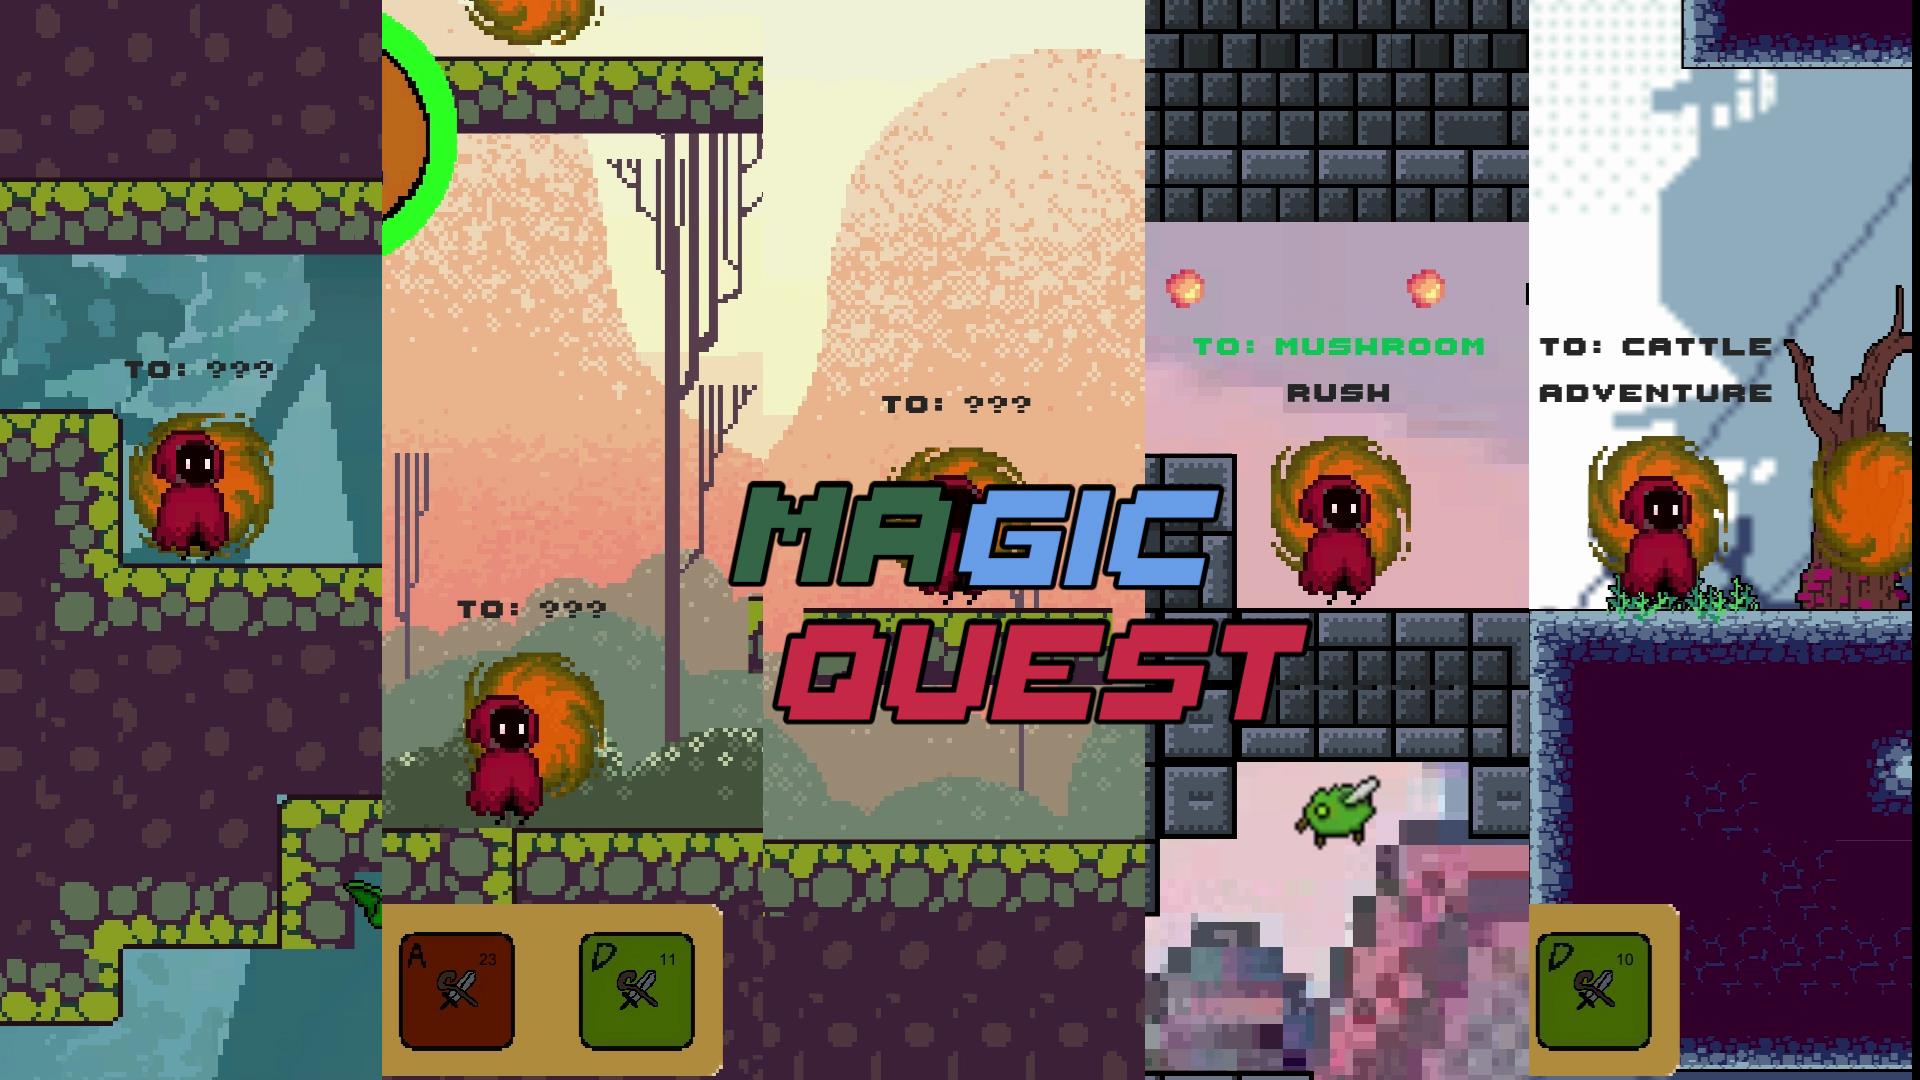 TO: ???
TO: ???
TO: ???
TO: MUSHROOM
RUSH
TO: CATTLE
ADVENTURE
MAGIC
QUEST
A 23
D 11
D 10